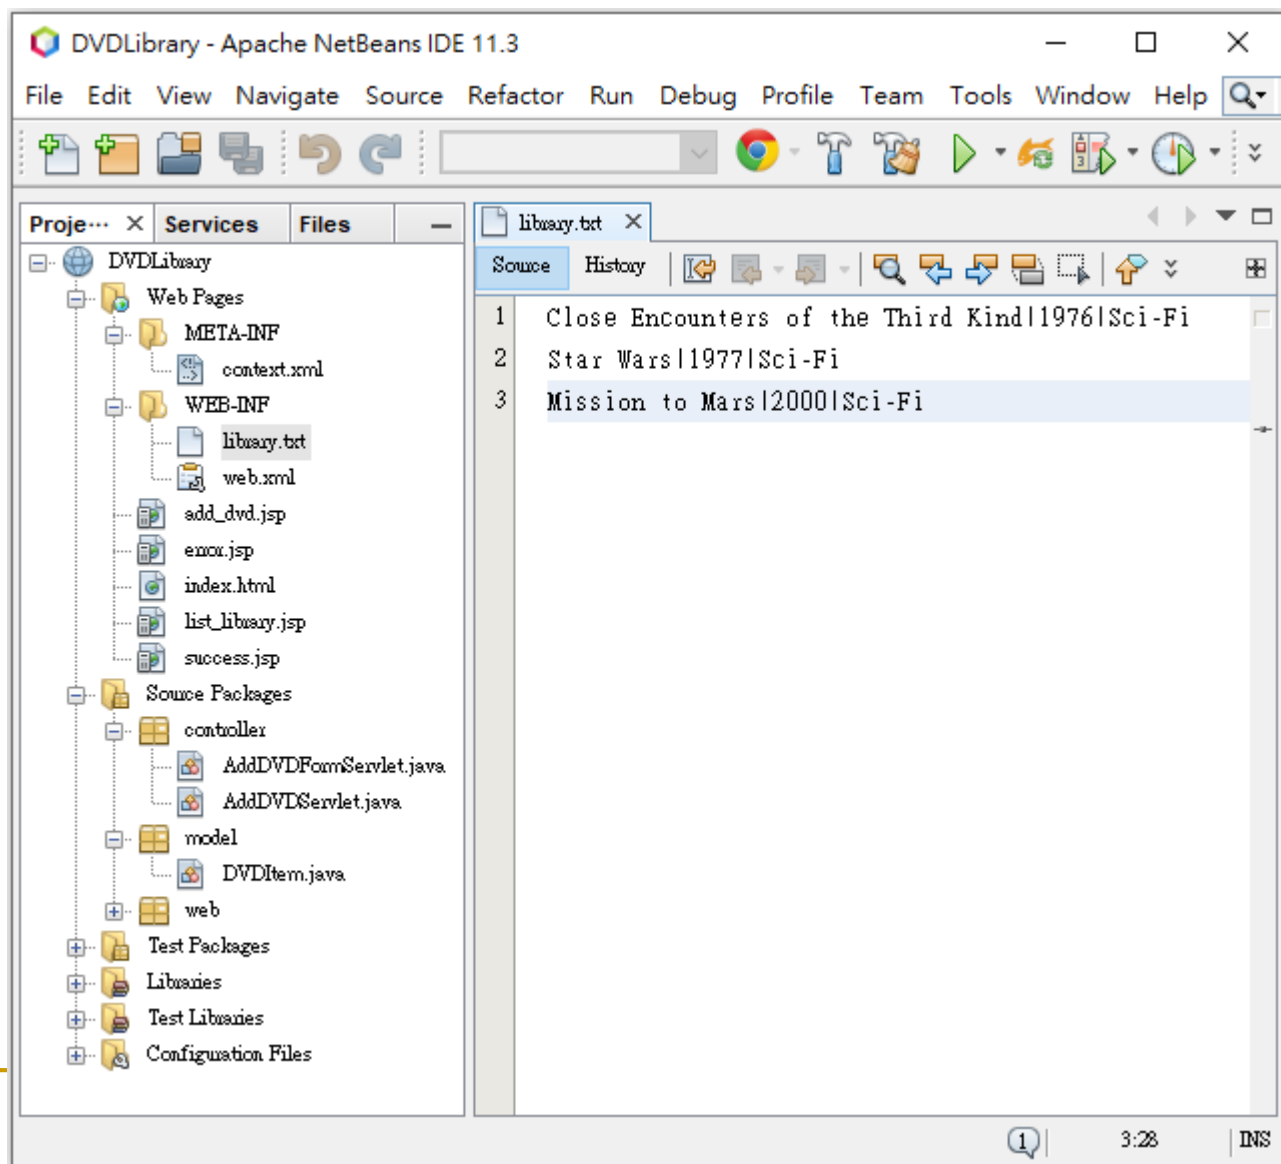 DVDLibrary - Apache NetBeans IDE 11.3
File Edit View Navigate Source Refactor Run Debug Profile Team Tools Window Help
Proje··· Services Files
library.txt
DVDLibrary
Source History
Web Pages
META-INF
context.xml
WEB-INF
library.txt
web.xml
add_dvd.jsp
error.jsp
index.html
list_library.jsp
success.jsp
Source Packages
controller
AddDVDFormServlet.java
AddDVDServlet.java
model
DVDItem.java
web
Test Packages
Libraries
Test Libraries
Configuration Files
1 Close Encounters of the Third Kind|1976|Sci-Fi
2 Star Wars|1977|Sci-Fi
3 Mission to Mars|2000|Sci-Fi
1 3:28 INS